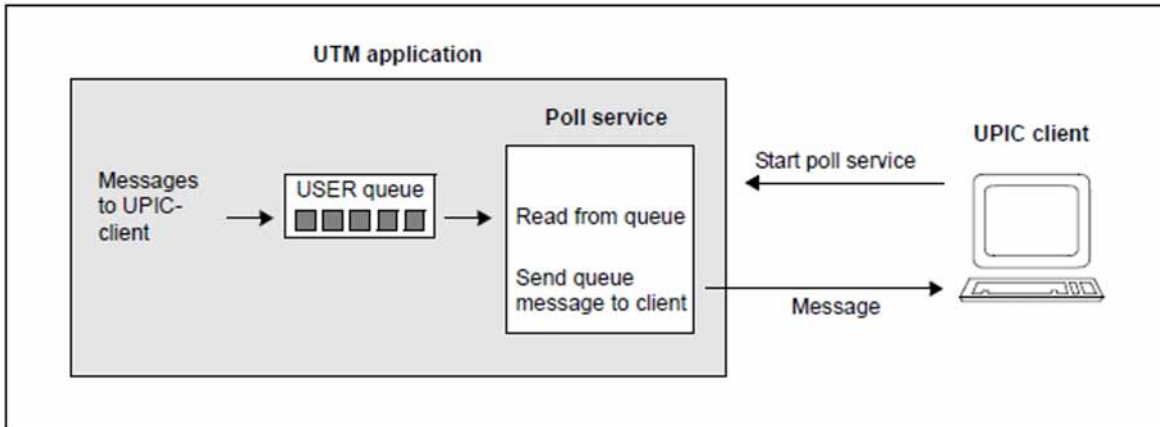 UTM application
Poll service
UPIC client
Messages
to UPIC-
client
USER queue
Start poll service
Read from queue
Send queue
message to client
Message